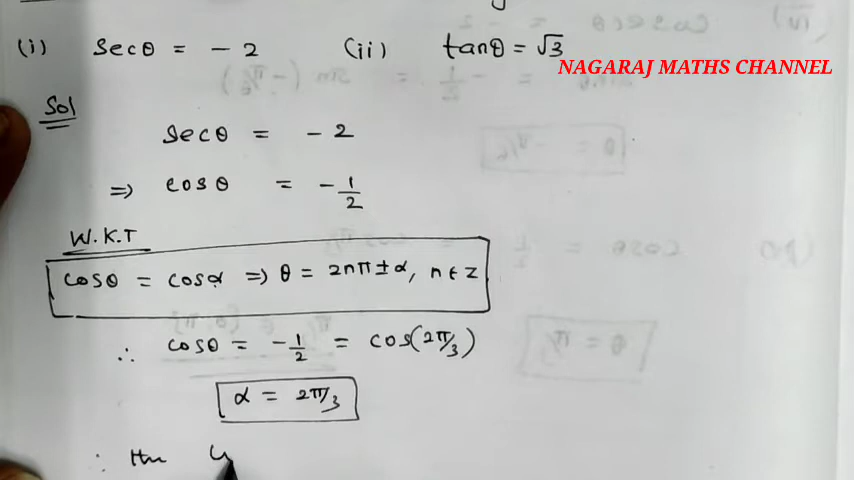 (i) secθ = - 2 (ii) tanθ = √3
NAGARAJ MATHS CHANNEL
Sol
secθ = - 2
⇒ cosθ = - 1/2
W.K.T
cosθ = cosα ⇒ θ = 2nπ ± α, n ∈ Z
∴ cosθ = - 1/2 = cos(2π/3)
α = 2π/3
∴ the